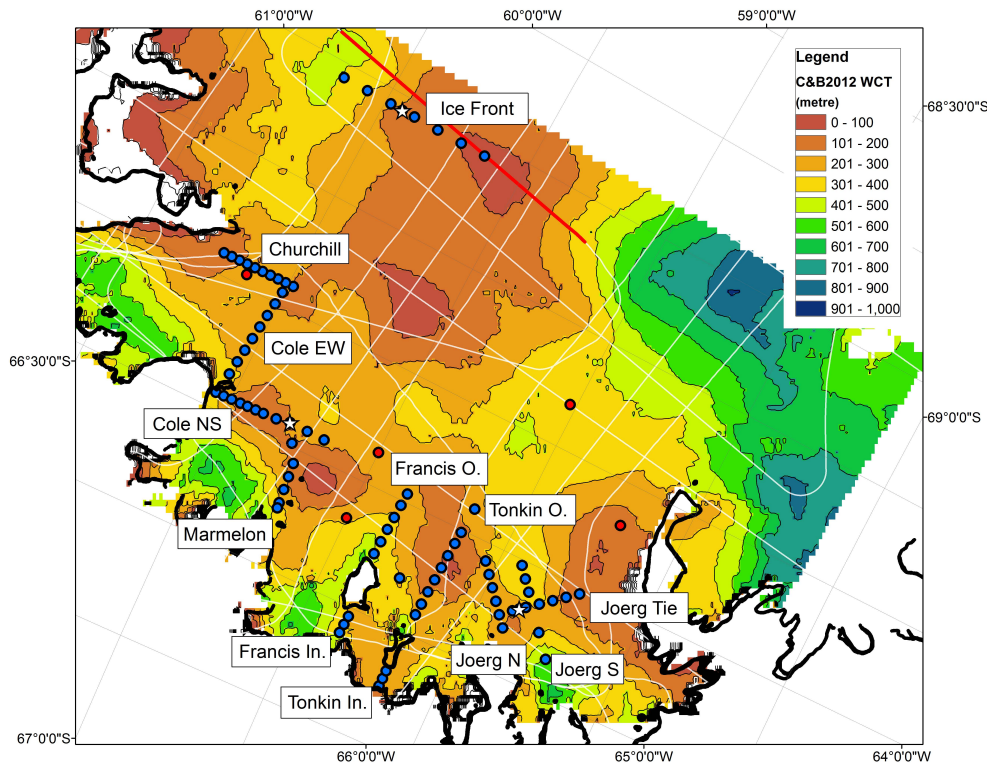 61°0'0"W
60°0'0"W
59°0'0"W
Legend
C&B2012 WCT
(metre)
0 - 100
101 - 200
201 - 300
301 - 400
401 - 500
501 - 600
601 - 700
701 - 800
801 - 900
901 - 1,000
68°30'0"S
Ice Front
Churchill
Cole EW
66°30'0"S
Cole NS
69°0'0"S
Francis O.
Tonkin O.
Marmelon
Joerg Tie
Francis In.
Joerg N
Joerg S
Tonkin In.
67°0'0"S
66°0'0"W
65°0'0"W
64°0'0"W